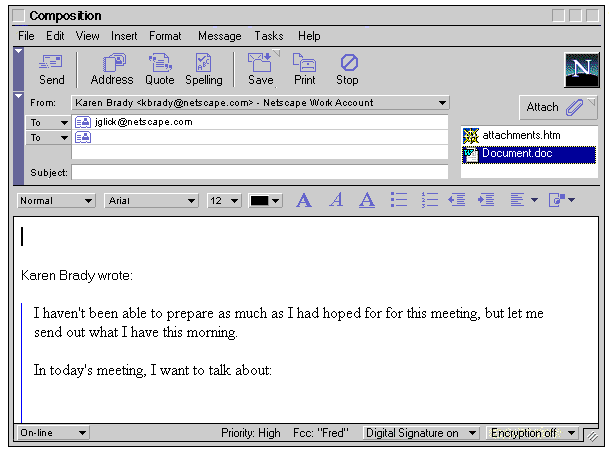 Composition
File Edit View Insert Format Message Tasks Help
Send Address Quote Spelling Save Print Stop
N
From: Karen Brady <kbrady@netscape.com> - Netscape Work Account
Attach
To jglick@netscape.com
To
attachments.htm
Document.doc
Subject:
Normal Arial 12 A A A
Karen Brady wrote:
I haven't been able to prepare as much as I had hoped for for this meeting, but let me
send out what I have this morning.
In today's meeting, I want to talk about:
On-line Priority: High Fcc: "Fred" Digital Signature on Encryption off